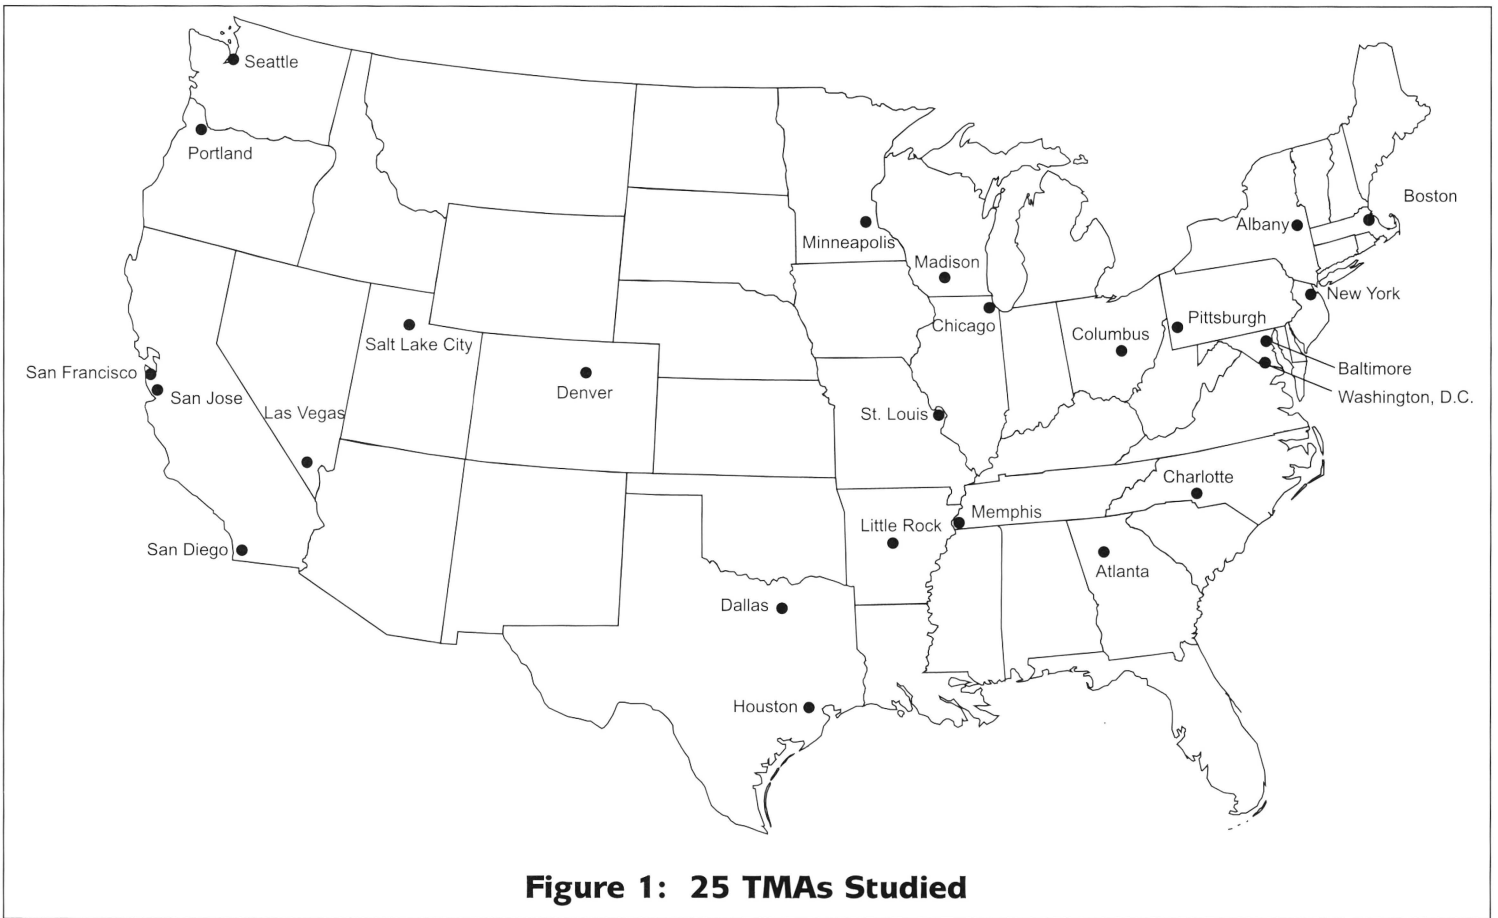 Seattle
Portland
Boston
Albany
Minneapolis
Madison
New York
Pittsburgh
Chicago
Columbus
Salt Lake City
Baltimore
San Francisco
Denver
San Jose
Washington, D.C.
Las Vegas
St. Louis
Charlotte
Memphis
Little Rock
San Diego
Atlanta
Dallas
Houston
Figure 1: 25 TMAs Studied